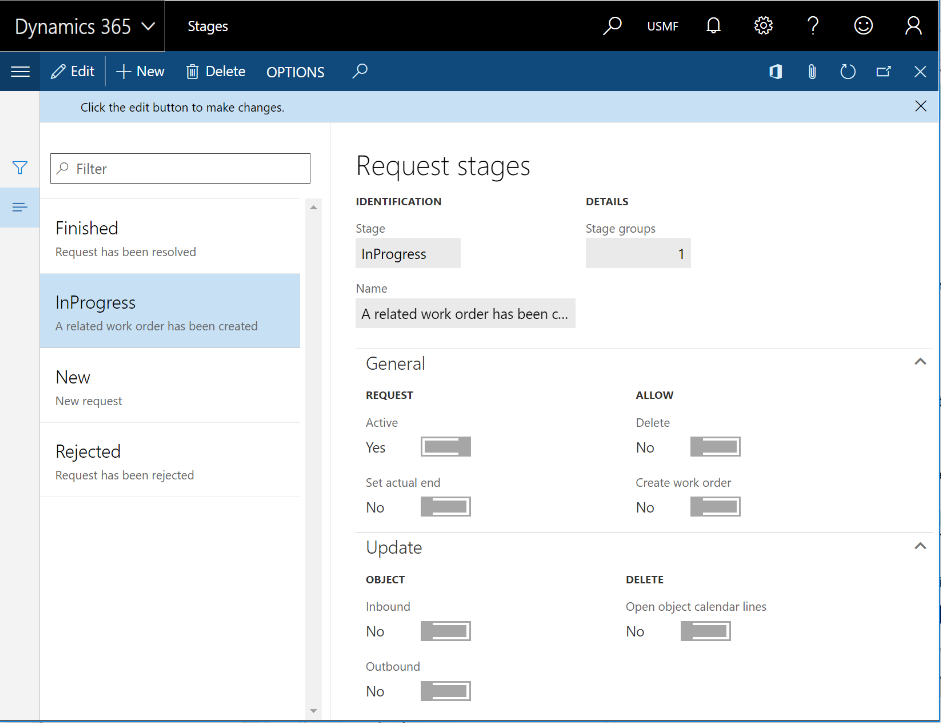 Dynamics 365
Stages
USMF
Edit
New
Delete
OPTIONS
Click the edit button to make changes.
Filter
Finished
Request has been resolved
InProgress
A related work order has been created
New
New request
Rejected
Request has been rejected
Request stages
IDENTIFICATION
DETAILS
Stage
Stage groups
InProgress
1
Name
A related work order has been c...
General
REQUEST
ALLOW
Active
Delete
Yes
No
Set actual end
Create work order
No
No
Update
OBJECT
DELETE
Inbound
Open object calendar lines
No
No
Outbound
No